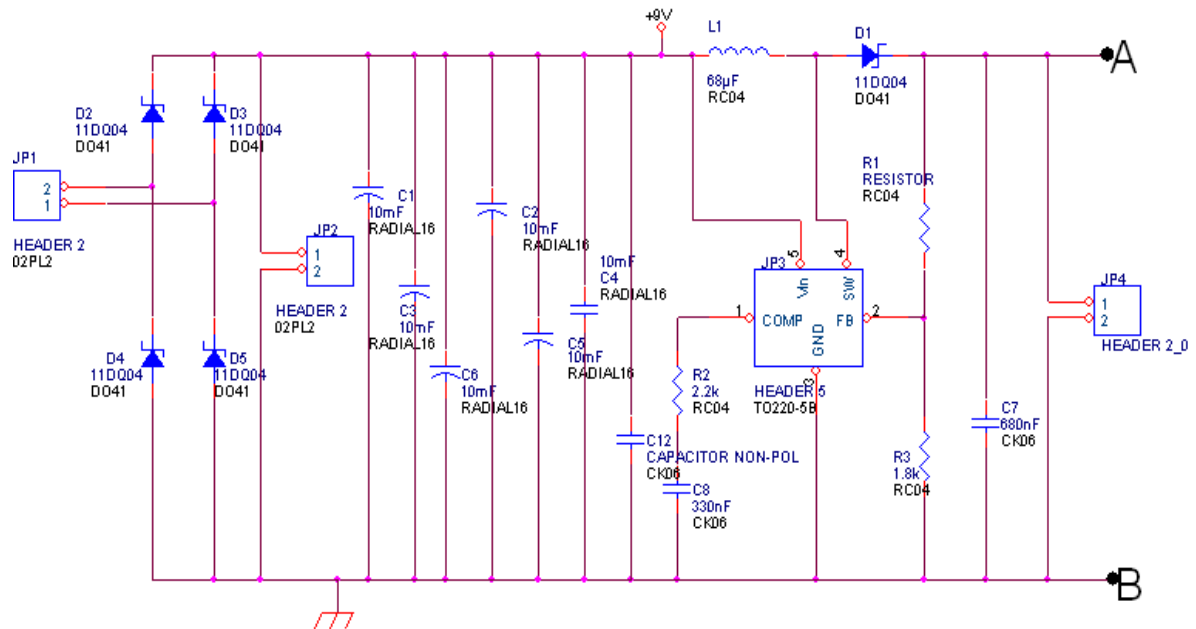 +9V
L1
68µF
RC04
D1
11DQ04
DO41
A
D2
11DQ04
DO41
D3
11DQ04
DO41
JP1
2
1
HEADER 2
02PL2
JP2
1
2
HEADER 2
02PL2
C1
10mF
RADIAL16
C2
10mF
RADIAL16
10mF
C4
RADIAL16
C3
10mF
RADIAL16
C5
10mF
RADIAL16
C6
10mF
RADIAL16
D4
11DQ04
DO41
D5
11DQ04
DO41
R1
RESISTOR
RC04
JP3
5
4
Vin
SW
1
COMP
FB
2
GND
3
HEADER 5
TO220-5B
R2
2.2k
RC04
C12
CAPACITOR NON-POL
CK06
C8
330nF
CK06
R3
1.8k
RC04
C7
680nF
CK06
JP4
1
2
HEADER 2_0
B